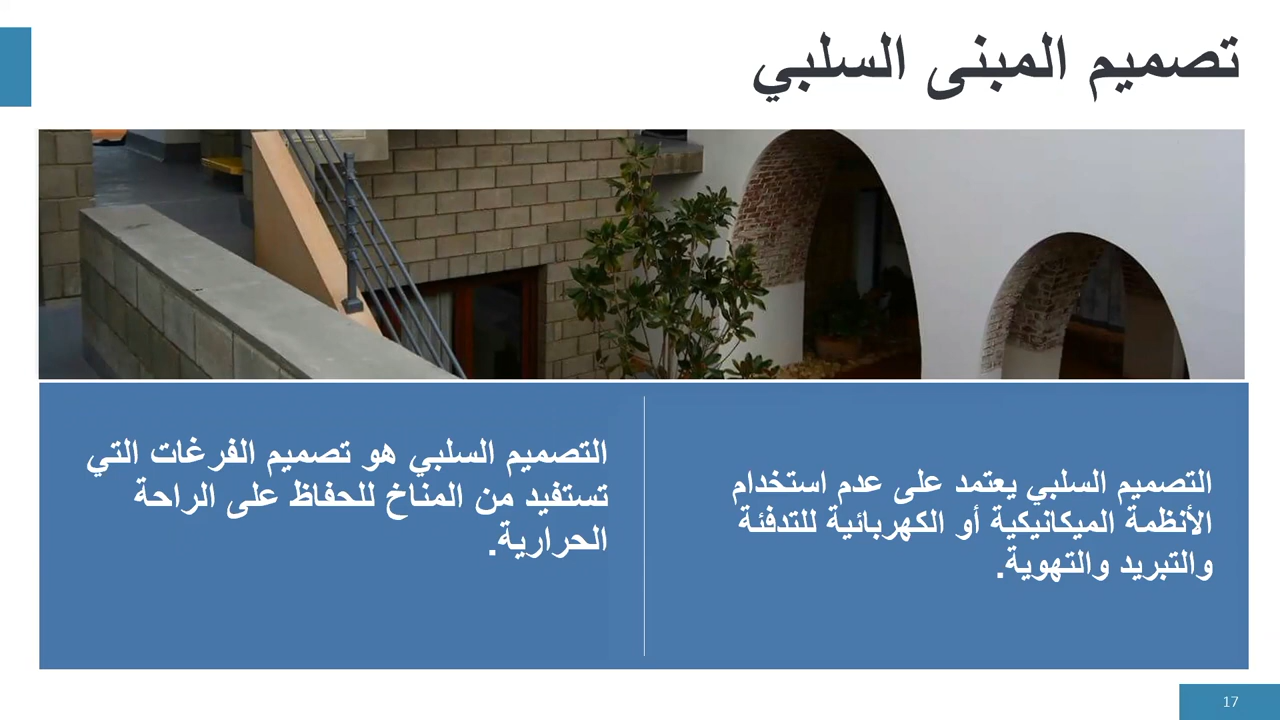 تصميم المبنى السلبي
التصميم السلبي يعتمد على عدم استخدام
الأنظمة الميكانيكية أو الكهربائية للتدفئة
والتبريد والتهوية.
التصميم السلبي هو تصميم الفرغات التي
تستفيد من المناخ للحفاظ على الراحة
الحرارية.
17